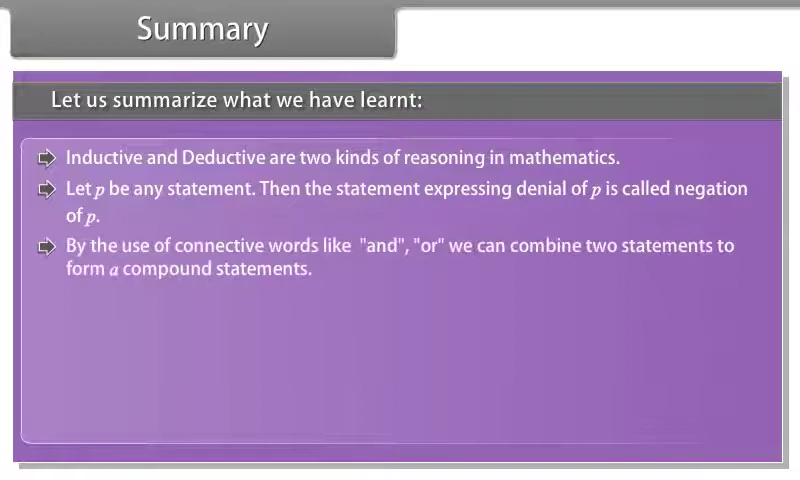 Summary
Let us summarize what we have learnt:
Inductive and Deductive are two kinds of reasoning in mathematics.
Let p be any statement. Then the statement expressing denial of p is called negation
of p.
By the use of connective words like "and", "or" we can combine two statements to
form a compound statements.